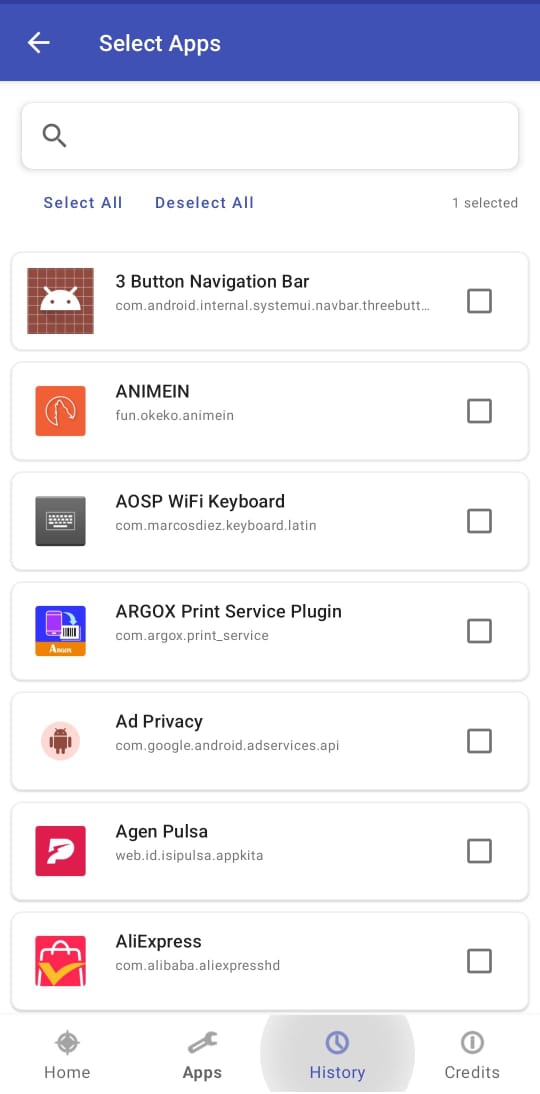 Select Apps
Select All Deselect All 1 selected
3 Button Navigation Bar
com.android.internal.systemui.navbar.threebutt...
ANIMEIN
fun.okeko.animein
AOSP WiFi Keyboard
com.marcosdiez.keyboard.latin
ARGOX Print Service Plugin
com.argox.print_service
ARGOX
Ad Privacy
com.google.android.adservices.api
Agen Pulsa
web.id.isipulsa.appkita
AliExpress
com.alibaba.aliexpresshd
Home Apps History Credits